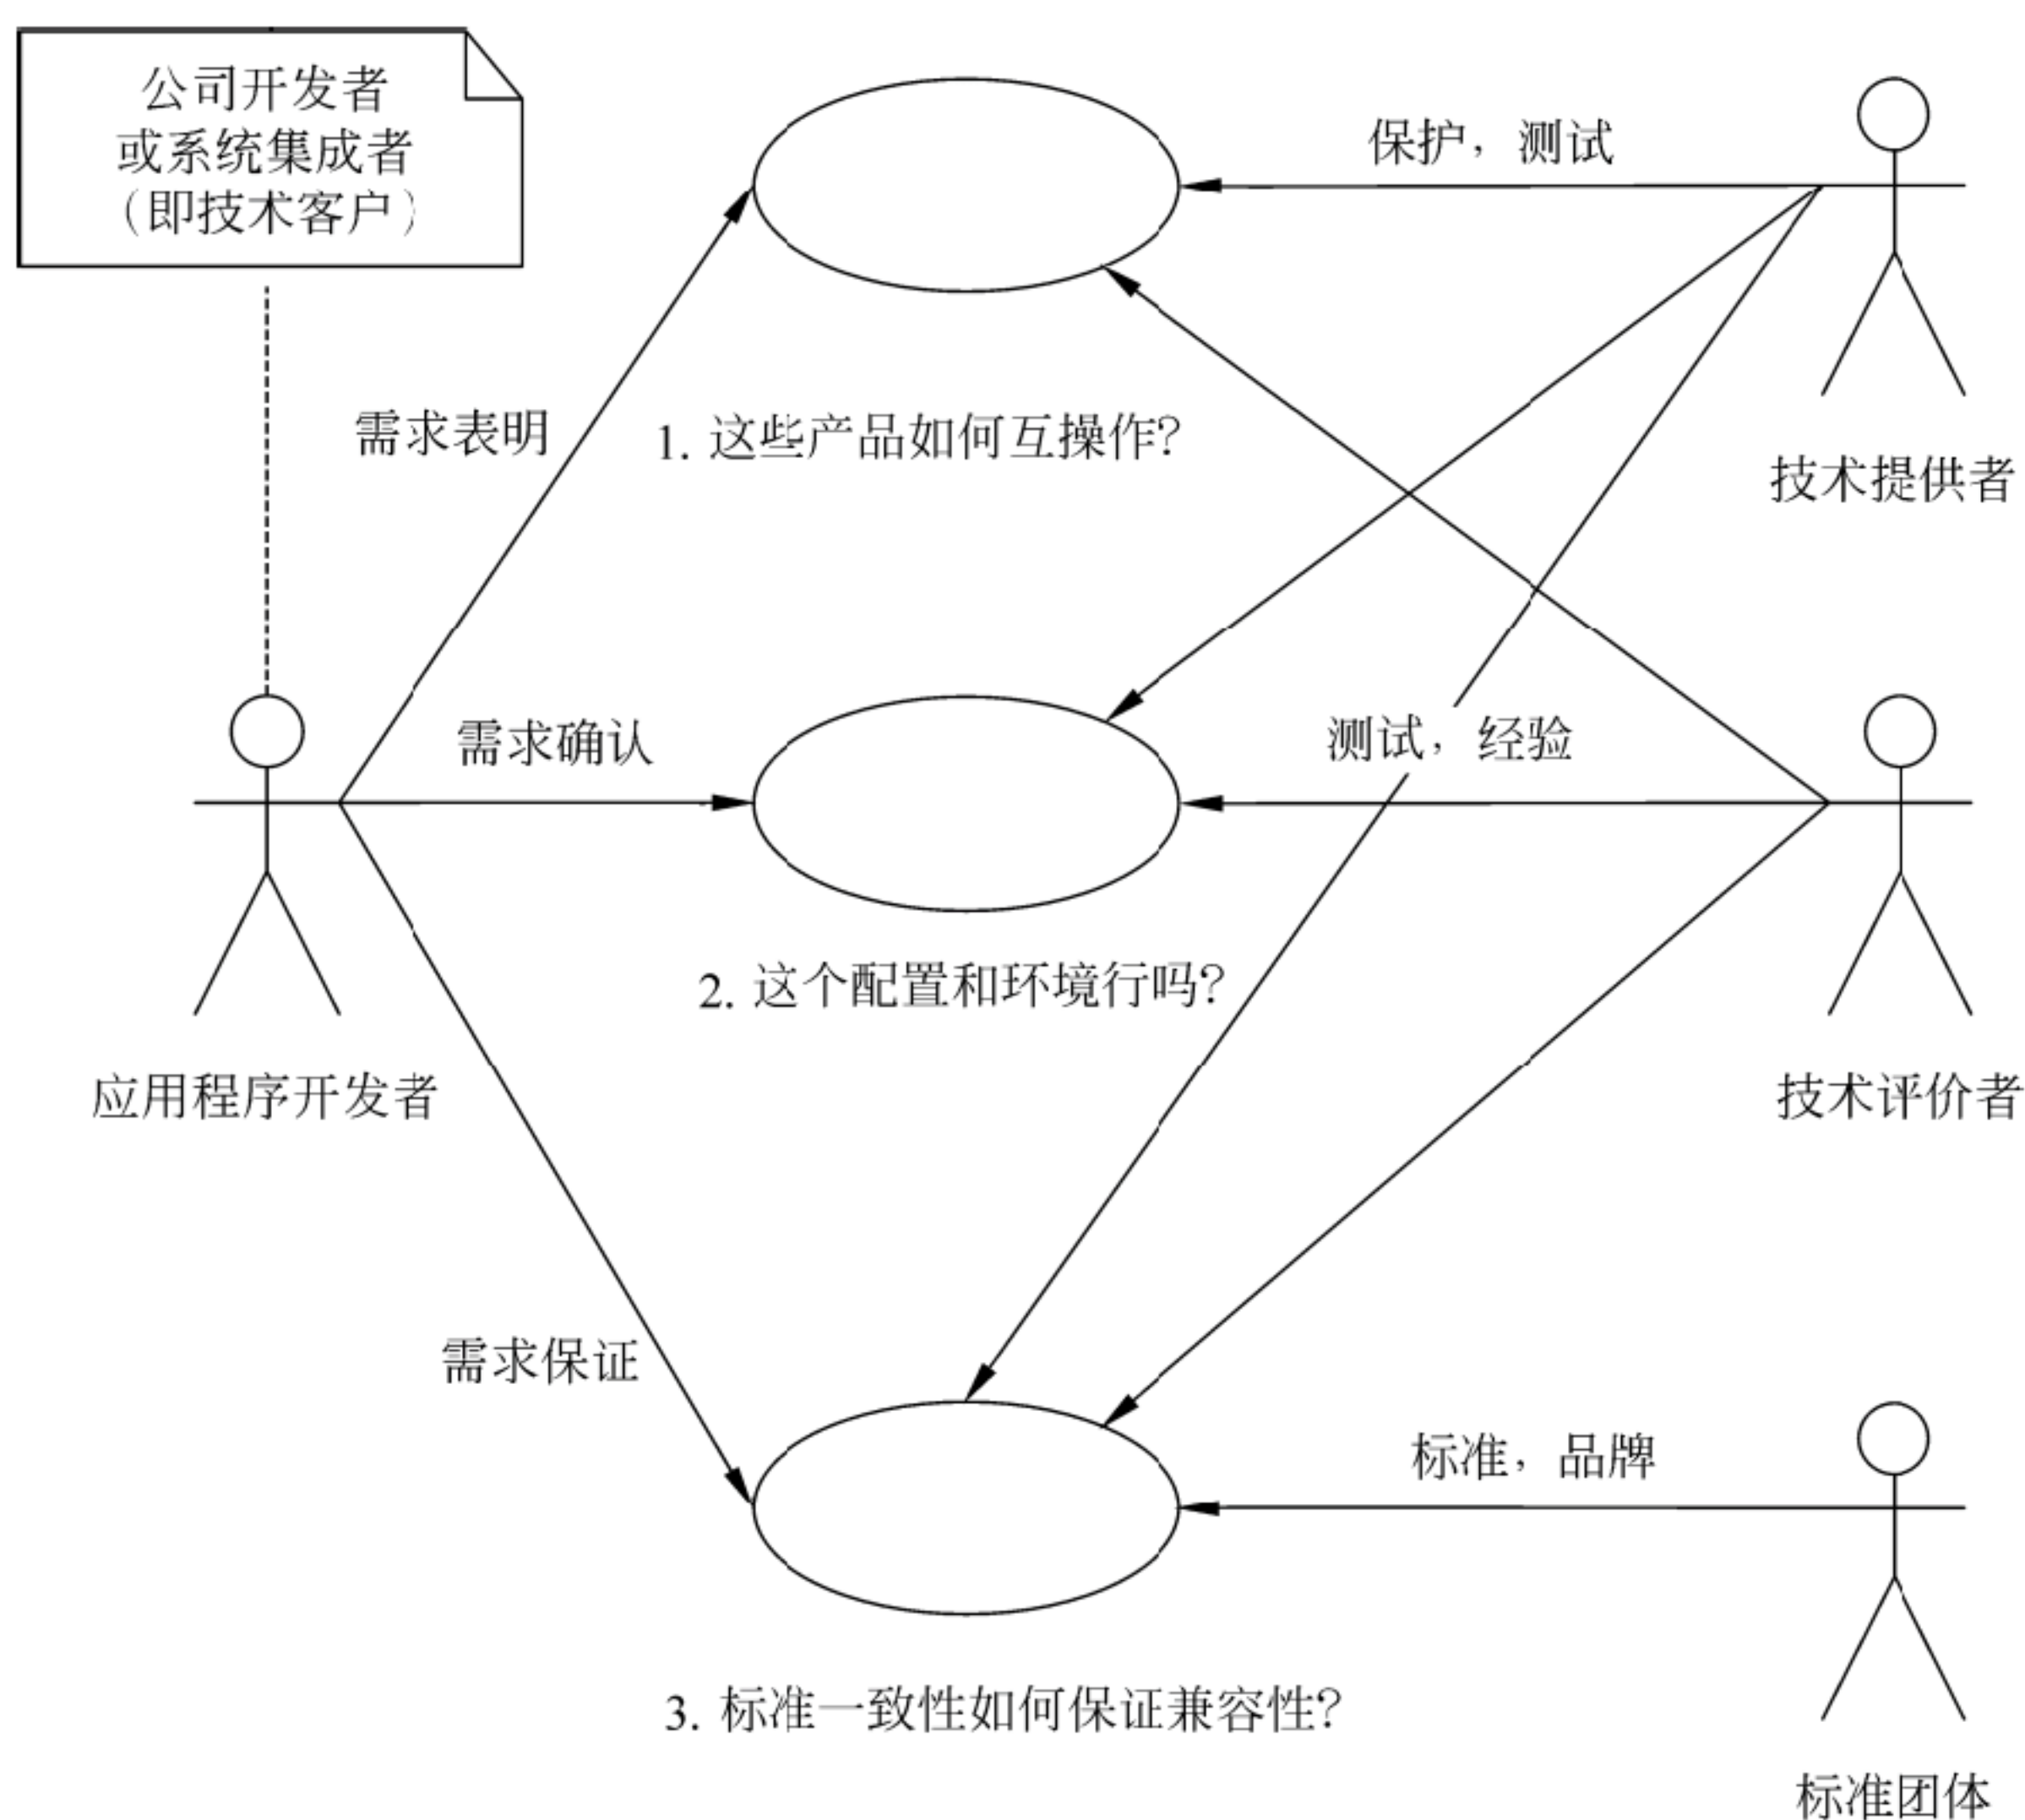 公司开发者
或系统集成者
（即技术客户）
保护，测试
需求表明
1. 这些产品如何互操作?
技术提供者
需求确认
测试，经验
2. 这个配置和环境行吗?
应用程序开发者
技术评价者
需求保证
标准，品牌
3. 标准一致性如何保证兼容性?
标准团体